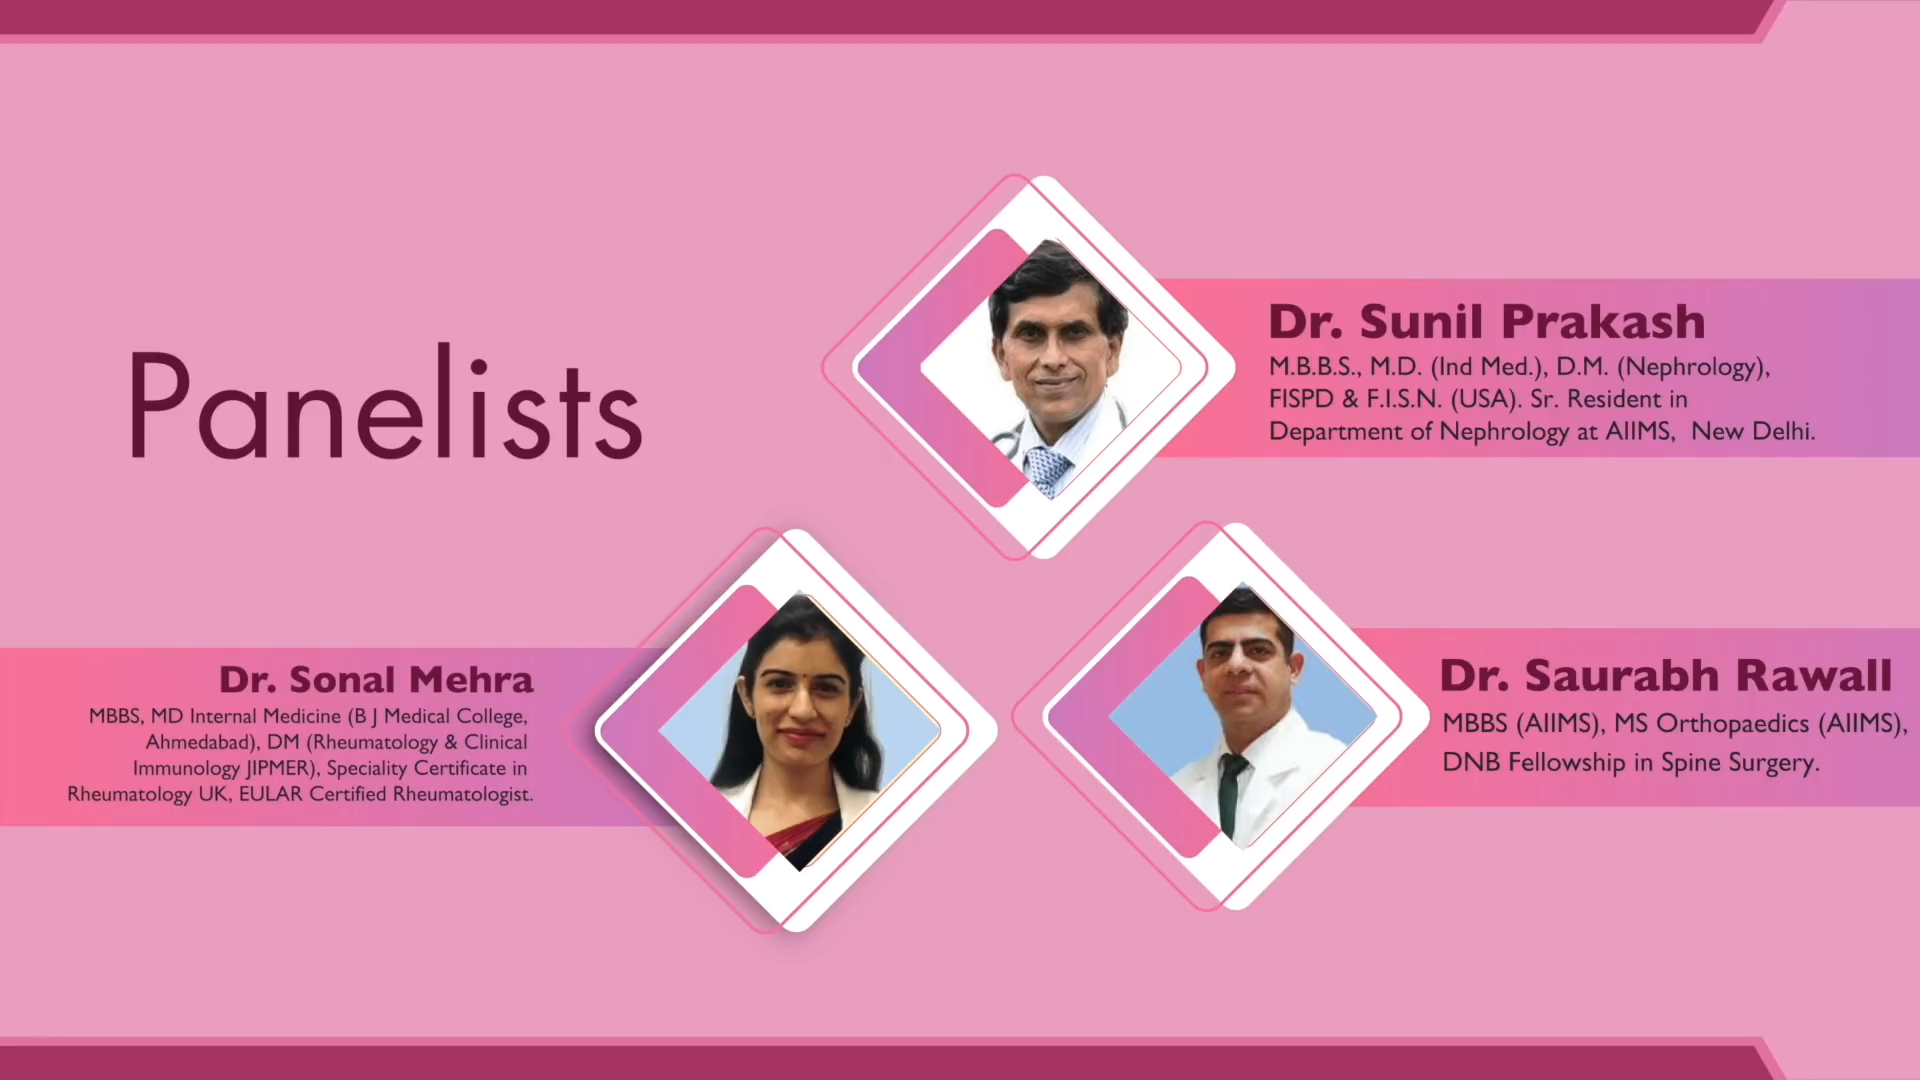 Panelists
Dr. Sunil Prakash
M.B.B.S., M.D. (Ind Med.), D.M. (Nephrology),
FISPD & F.I.S.N. (USA). Sr. Resident in
Department of Nephrology at AIIMS, New Delhi.
Dr. Sonal Mehra
MBBS, MD Internal Medicine (B J Medical College,
Ahmedabad), DM (Rheumatology & Clinical
Immunology JIPMER), Speciality Certificate in
Rheumatology UK, EULAR Certified Rheumatologist.
Dr. Saurabh Rawall
MBBS (AIIMS), MS Orthopaedics (AIIMS),
DNB Fellowship in Spine Surgery.